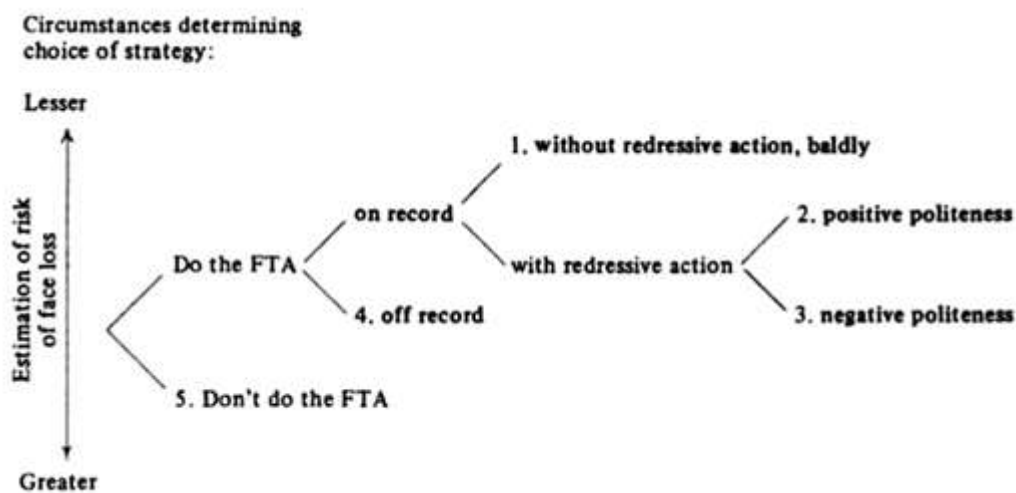 Circumstances determining
choice of strategy:
Lesser
Estimation of risk
of face loss
1. without redressive action, baldly
on record
2. positive politeness
Do the FTA
with redressive action
4. off record
3. negative politeness
5. Don't do the FTA
Greater